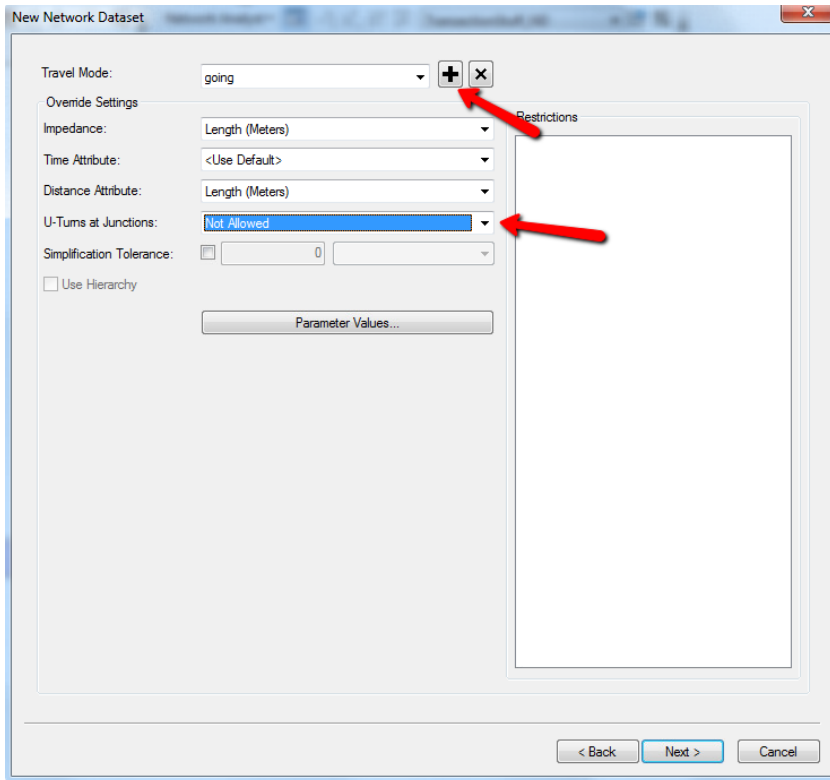 New Network Dataset
Travel Mode:
going
Override Settings
Impedance:
Length (Meters)
Time Attribute:
<Use Default>
Distance Attribute:
Length (Meters)
U-Turns at Junctions:
Not Allowed
Simplification Tolerance:
0
Use Hierarchy
Parameter Values...
Restrictions
< Back
Next >
Cancel